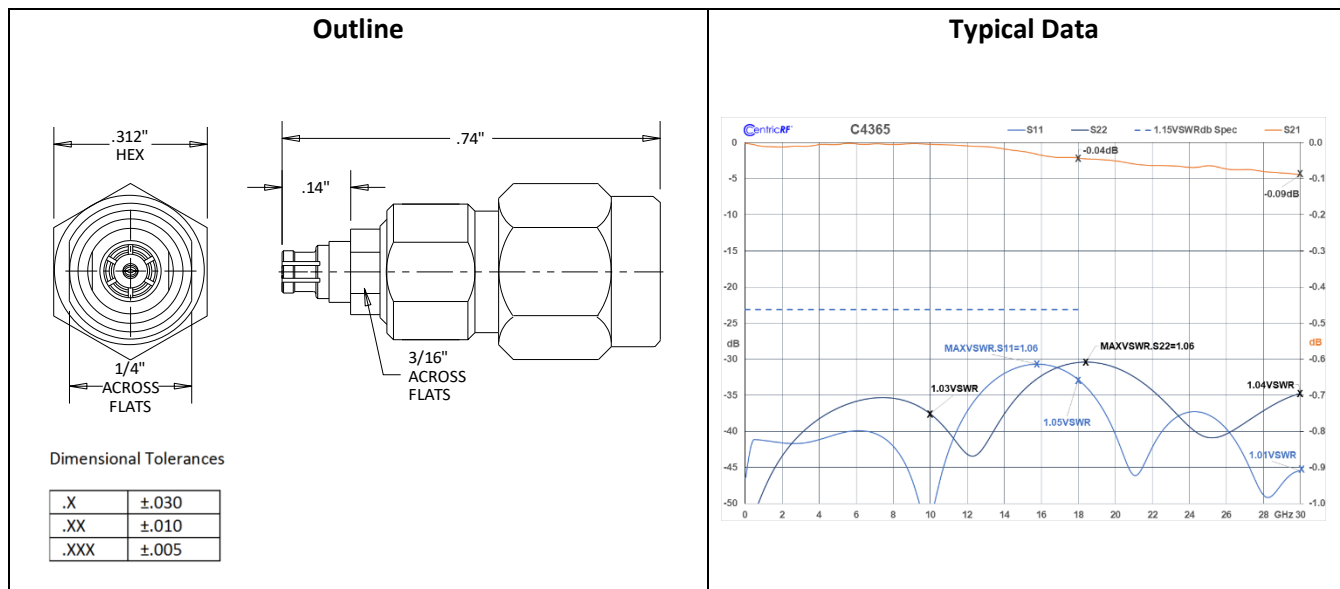 Outline
.312"
HEX
.74"
.14"
1/4"
ACROSS
FLATS
3/16"
ACROSS
FLATS
Dimensional Tolerances
.X ±.030
.XX ±.010
.XXX ±.005
Typical Data
CentricRF C4365 S11 S22 1.15VSWRdb Spec S21
0 0.0
-5 -0.1
-10 -0.2
-15 -0.3
-20 -0.4
-25 -0.5
dB dB
-30 -0.6
-35 -0.7
-40 -0.8
-45 -0.9
-50 -1.0
-0.04dB
-0.09dB
MAXVSWR.S11=1.06
MAXVSWR.S22=1.06
1.03VSWR
1.05VSWR
1.04VSWR
1.01VSWR
0 2 4 6 8 10 12 14 16 18 20 22 24 26 28 GHz 30